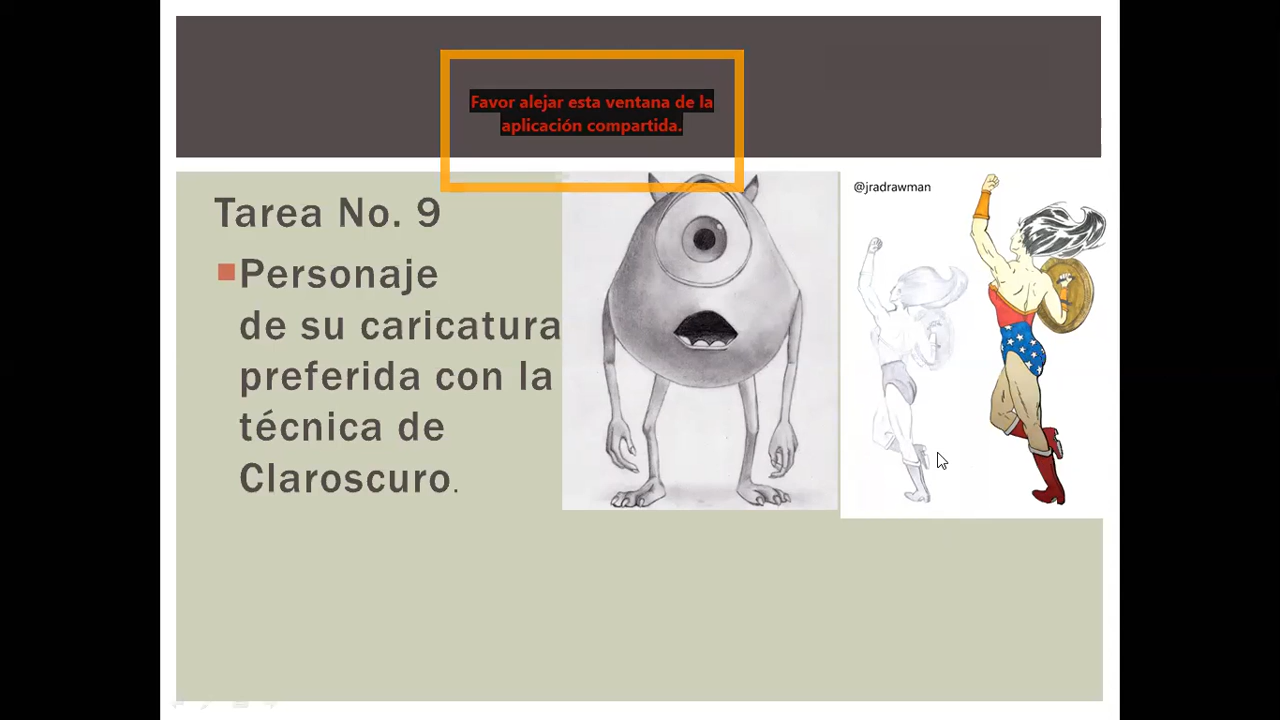 Favor alejar esta ventana de la
aplicación compartida.
Tarea No. 9
Personaje
de su caricatura
preferida con la
técnica de
Claroscuro.
@jradrawman